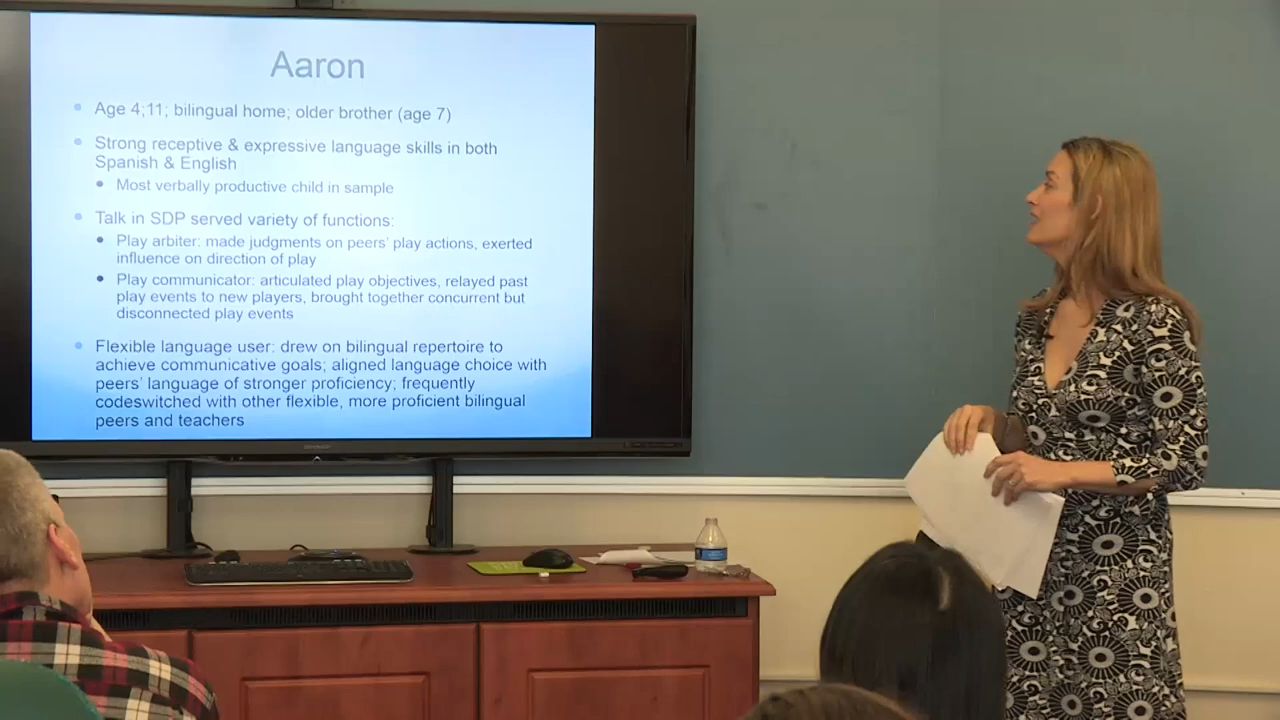 Aaron
Age 4;11; bilingual home; older brother (age 7)
Strong receptive & expressive language skills in both
Spanish & English
Most verbally productive child in sample
Talk in SDP served variety of functions:
Play arbiter: made judgments on peers' play actions, exerted
influence on direction of play
Play communicator: articulated play objectives, relayed past
play events to new players, brought together concurrent but
disconnected play events
Flexible language user: drew on bilingual repertoire to
achieve communicative goals; aligned language choice with
peers' language of stronger proficiency; frequently
codeswitched with other flexible, more proficient bilingual
peers and teachers